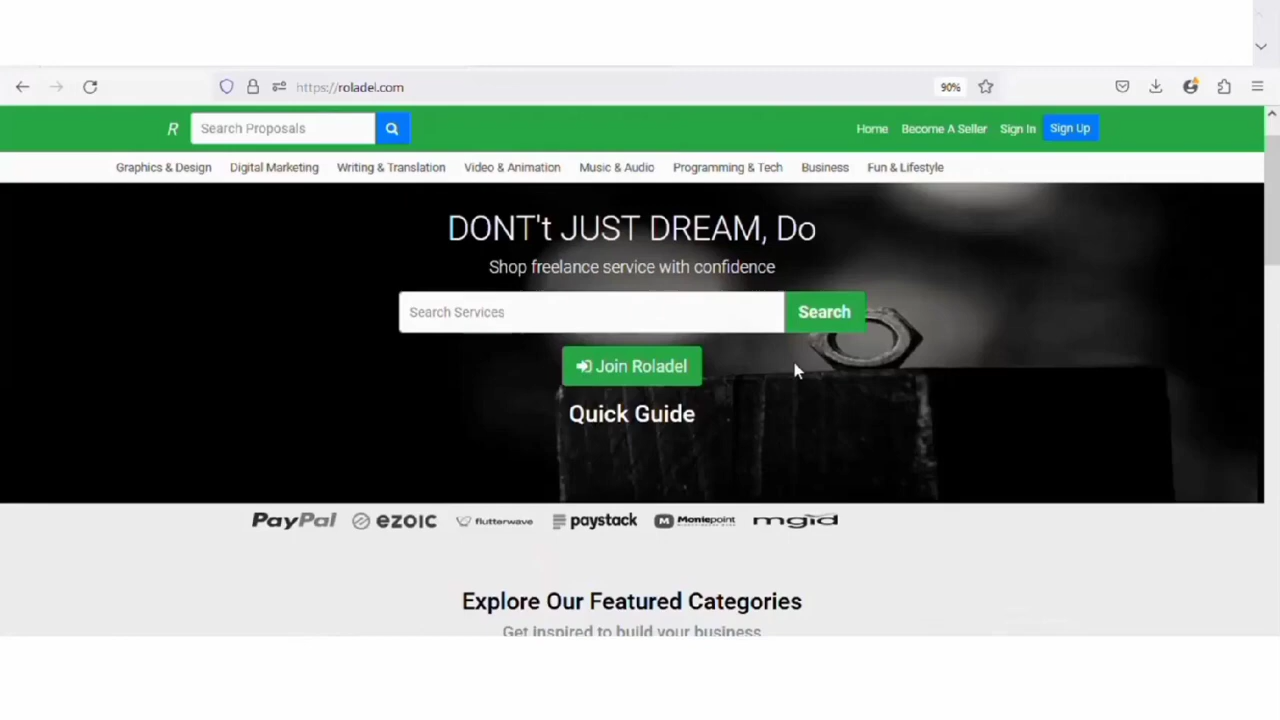 https://roladel.com
90%
R
Search Proposals
Home
Become A Seller
Sign In
Sign Up
Graphics & Design
Digital Marketing
Writing & Translation
Video & Animation
Music & Audio
Programming & Tech
Business
Fun & Lifestyle
DONT't JUST DREAM, Do
Shop freelance service with confidence
Search Services
Search
Join Roladel
Quick Guide
PayPal
EZOIC
flutterwave
paystack
Moniepoint
mgid
Explore Our Featured Categories
Get inspired to build your business